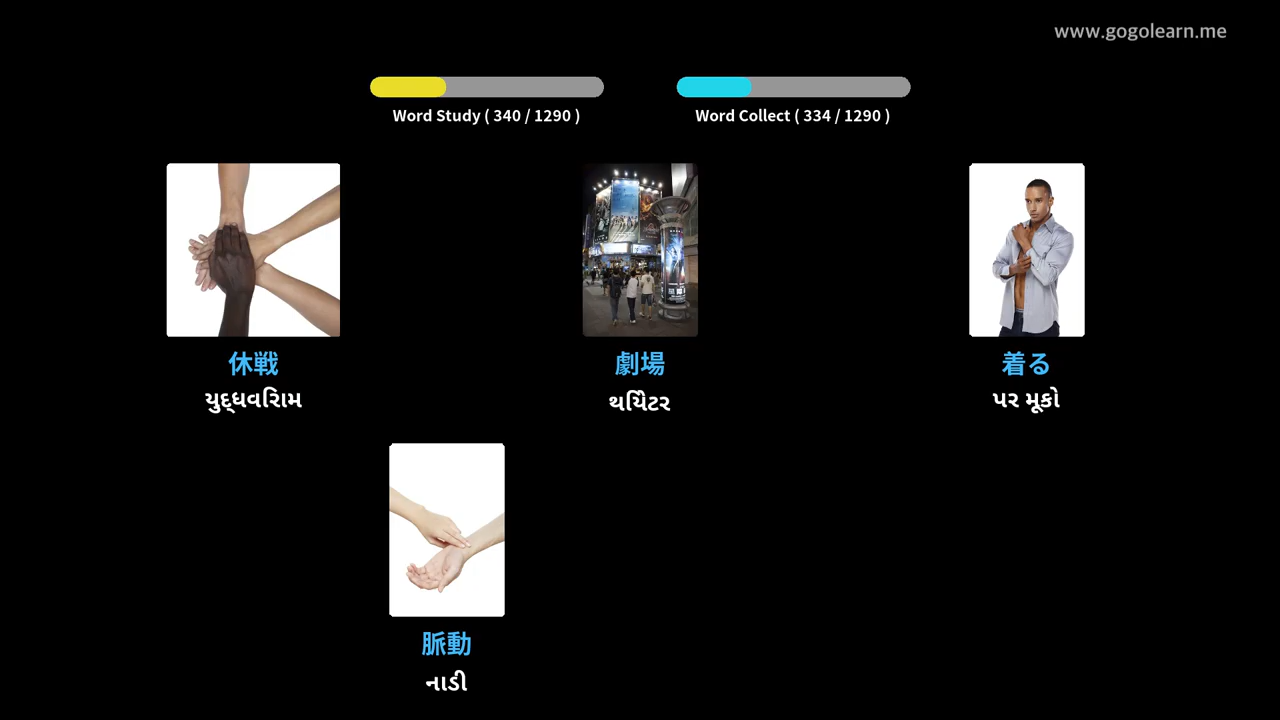 www.gogolearn.me
Word Study ( 340 / 1290 )
Word Collect ( 334 / 1290 )
休戦
યુદ્ધવિરામ
劇場
થિયેટર
着る
પર મૂકો
脈動
નાડી